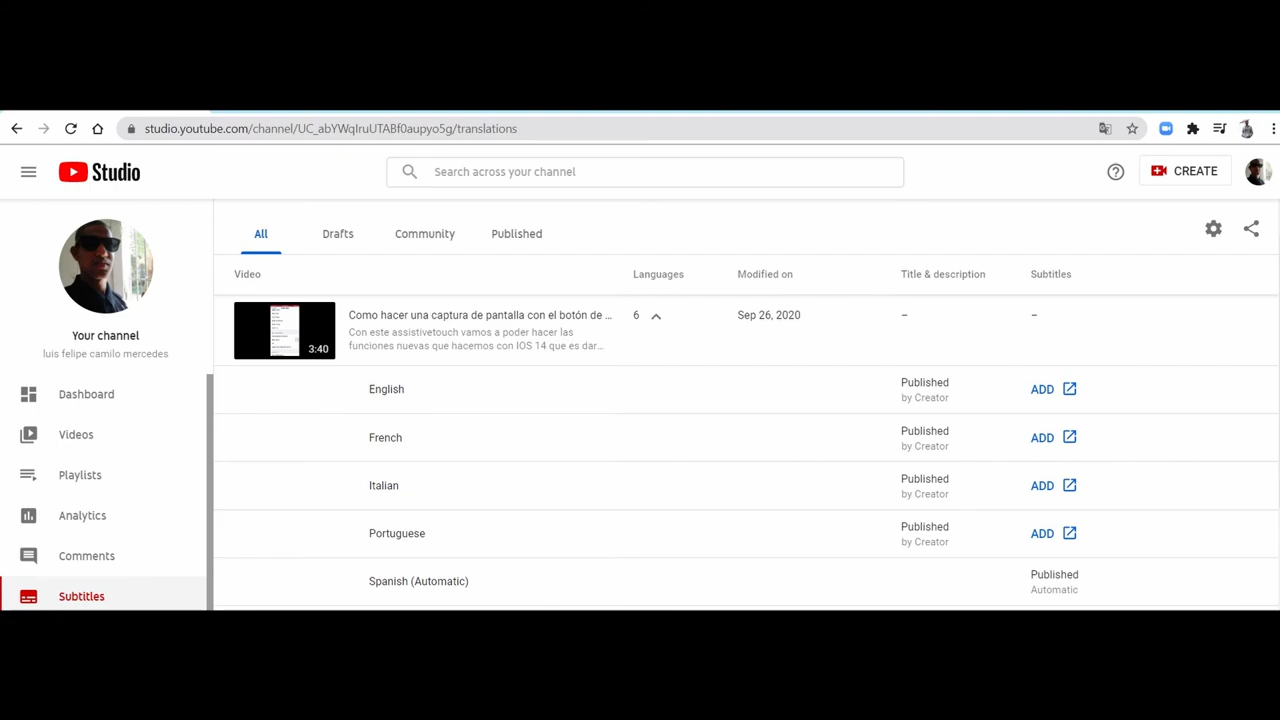 studio.youtube.com/channel/UC_abYWqIruUTABf0aupyo5g/translations
Studio
Search across your channel
CREATE
All
Drafts
Community
Published
Video
Languages
Modified on
Title & description
Subtitles
Your channel
luis felipe camilo mercedes
Dashboard
Videos
Playlists
Analytics
Comments
Subtitles
3:40
Como hacer una captura de pantalla con el botón de ...
Con este assistivetouch vamos a poder hacer las
funciones nuevas que hacemos con IOS 14 que es dar...
6
Sep 26, 2020
–
–
English
Published
by Creator
ADD
French
Published
by Creator
ADD
Italian
Published
by Creator
ADD
Portuguese
Published
by Creator
ADD
Spanish (Automatic)
Published
Automatic